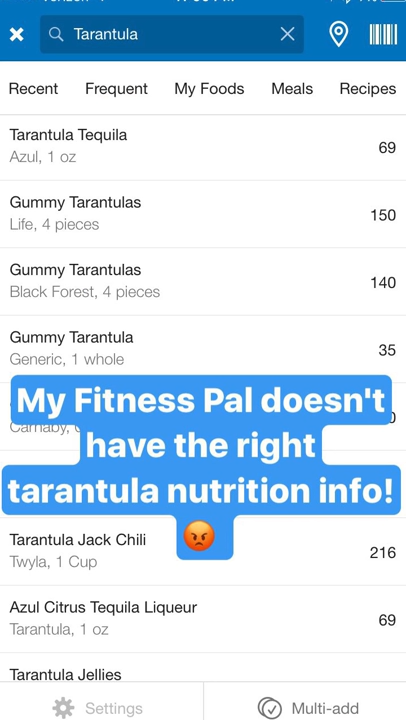 Tarantula
Recent Frequent My Foods Meals Recipes
Tarantula Tequila
Azul, 1 oz
69
Gummy Tarantulas
Life, 4 pieces
150
Gummy Tarantulas
Black Forest, 4 pieces
140
Gummy Tarantula
Generic, 1 whole
35
My Fitness Pal doesn't
have the right
tarantula nutrition info!
😡
Carnaby,
Tarantula Jack Chili
Twyla, 1 Cup
216
Azul Citrus Tequila Liqueur
Tarantula, 1 oz
69
Tarantula Jellies
Settings Multi-add